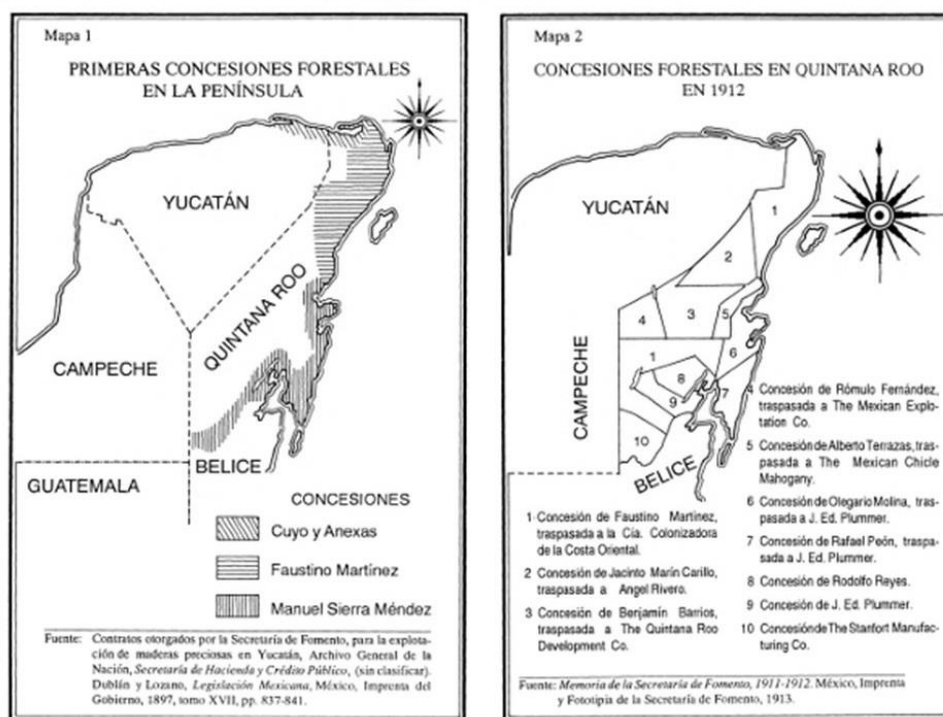 Mapa 1
PRIMERAS CONCESIONES FORESTALES
EN LA PENÍNSULA
YUCATÁN
QUINTANA ROO
CAMPECHE
BELICE
GUATEMALA
CONCESIONES
Cuyo y Anexas
Faustino Martínez
Manuel Sierra Méndez
Fuente: Contratos otorgados por la Secretaría de Fomento, para la explota-
ción de maderas preciosas en Yucatán, Archivo General de la
Nación, Secretaría de Hacienda y Crédito Público, (sin clasificar).
Dublán y Lozano, Legislación Mexicana, México, Imprenta del
Gobierno, 1897, tomo XVII, pp. 837-841.
Mapa 2
CONCESIONES FORESTALES EN QUINTANA ROO
EN 1912
YUCATÁN
1
2
4
3
5
6
1
8
7
9
10
CAMPECHE
BELICE
1 Concesión de Faustino Martínez,
traspasada a la Cía. Colonizadora
de la Costa Oriental.
2 Concesión de Jacinto Marín Carillo,
traspasada a Angel Rivero.
3 Concesión de Benjamín Barrios,
traspasada a The Quintana Roo
Development Co.
4 Concesión de Rómulo Fernández,
traspasada a The Mexican Explo-
tation Co.
5 Concesión de Alberto Terrazas, tras-
pasada a The Mexican Chicle
Mahogany.
6 Concesión de Olegario Molina, tras-
pasada a J. Ed. Plummer.
7 Concesión de Rafael Peón, traspa-
sada a J. Ed. Plummer.
8 Concesión de Rodolfo Reyes.
9 Concesión de J. Ed. Plummer.
10 Concesión de The Stanfort Manufac-
turing Co.
Fuente: Memoria de la Secretaría de Fomento, 1911-1912. México, Imprenta
y Fototipia de la Secretaría de Fomento, 1913.